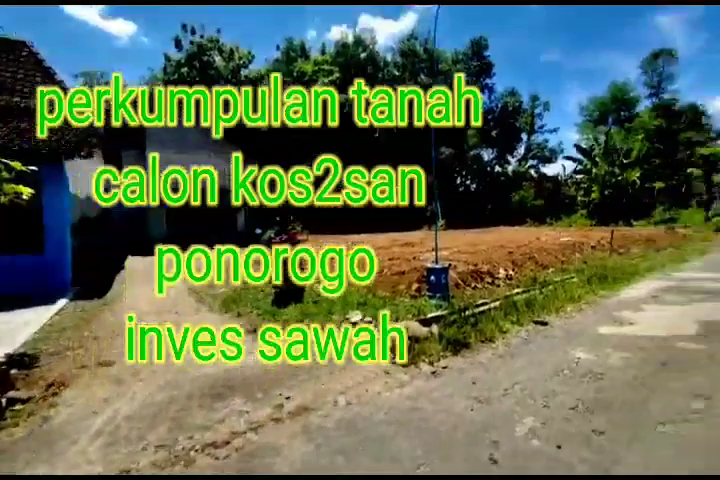 perkumpulan tanah
calon kos2san
ponorogo
inves sawah